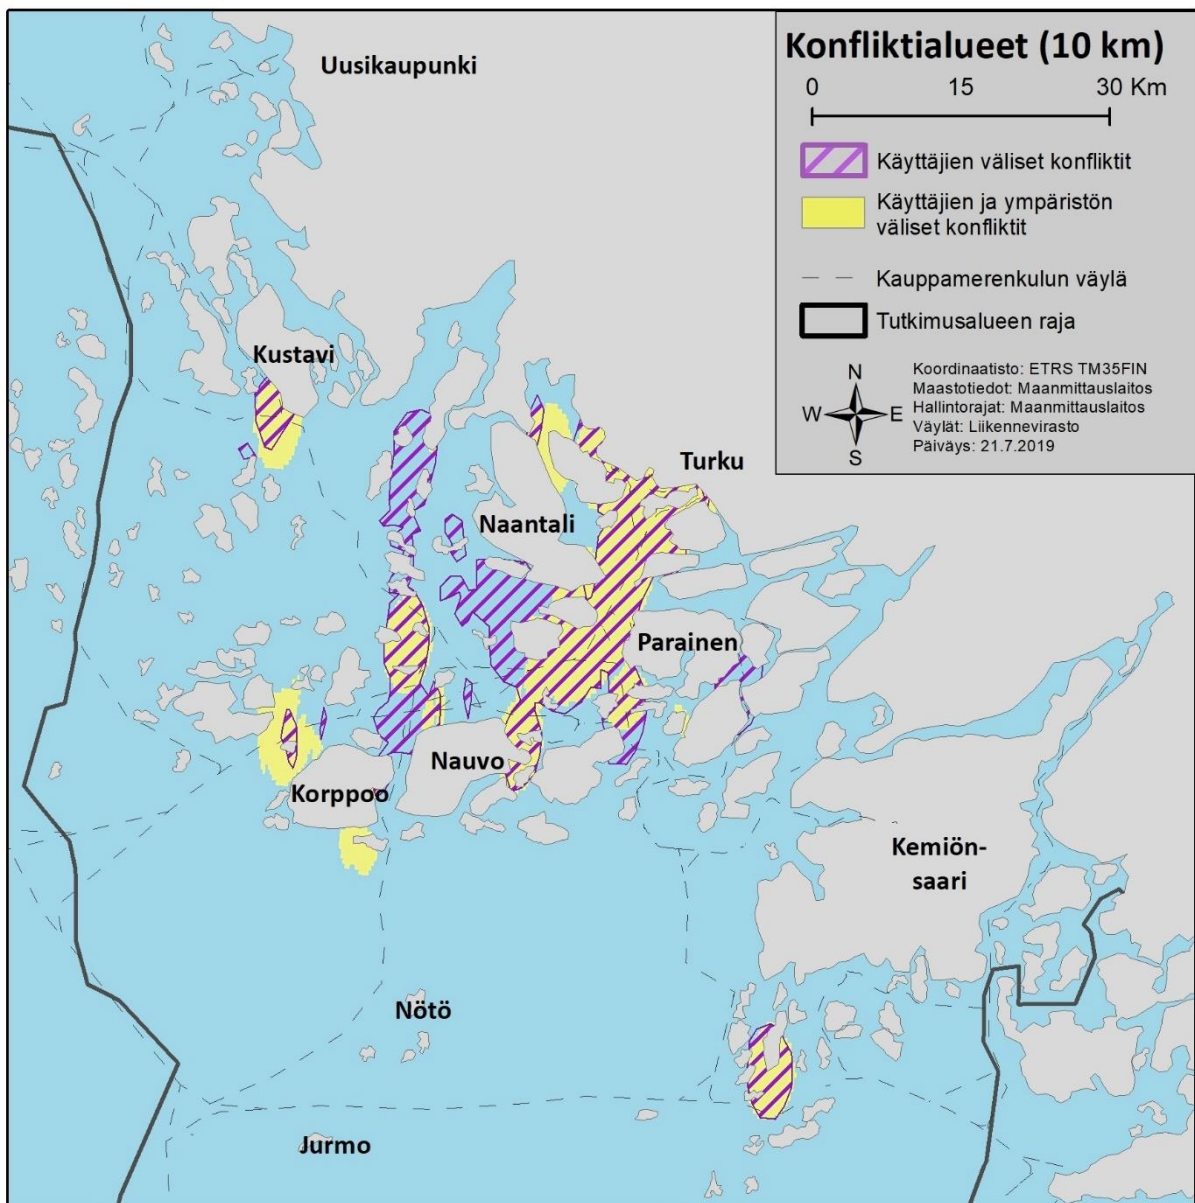 Konfliktialueet (10 km)
0 15 30 Km
Käyttäjien väliset konfliktit
Käyttäjien ja ympäristön
väliset konfliktit
Kauppamerenkulun väylä
Tutkimusalueen raja
N
W E
S
Koordinaatisto: ETRS TM35FIN
Maastotiedot: Maanmittauslaitos
Hallintorajat: Maanmittauslaitos
Väylät: Liikennevirasto
Päiväys: 21.7.2019
Uusikaupunki
Kustavi
Turku
Naantali
Parainen
Nauvo
Korppoo
Kemiön-
saari
Nötö
Jurmo